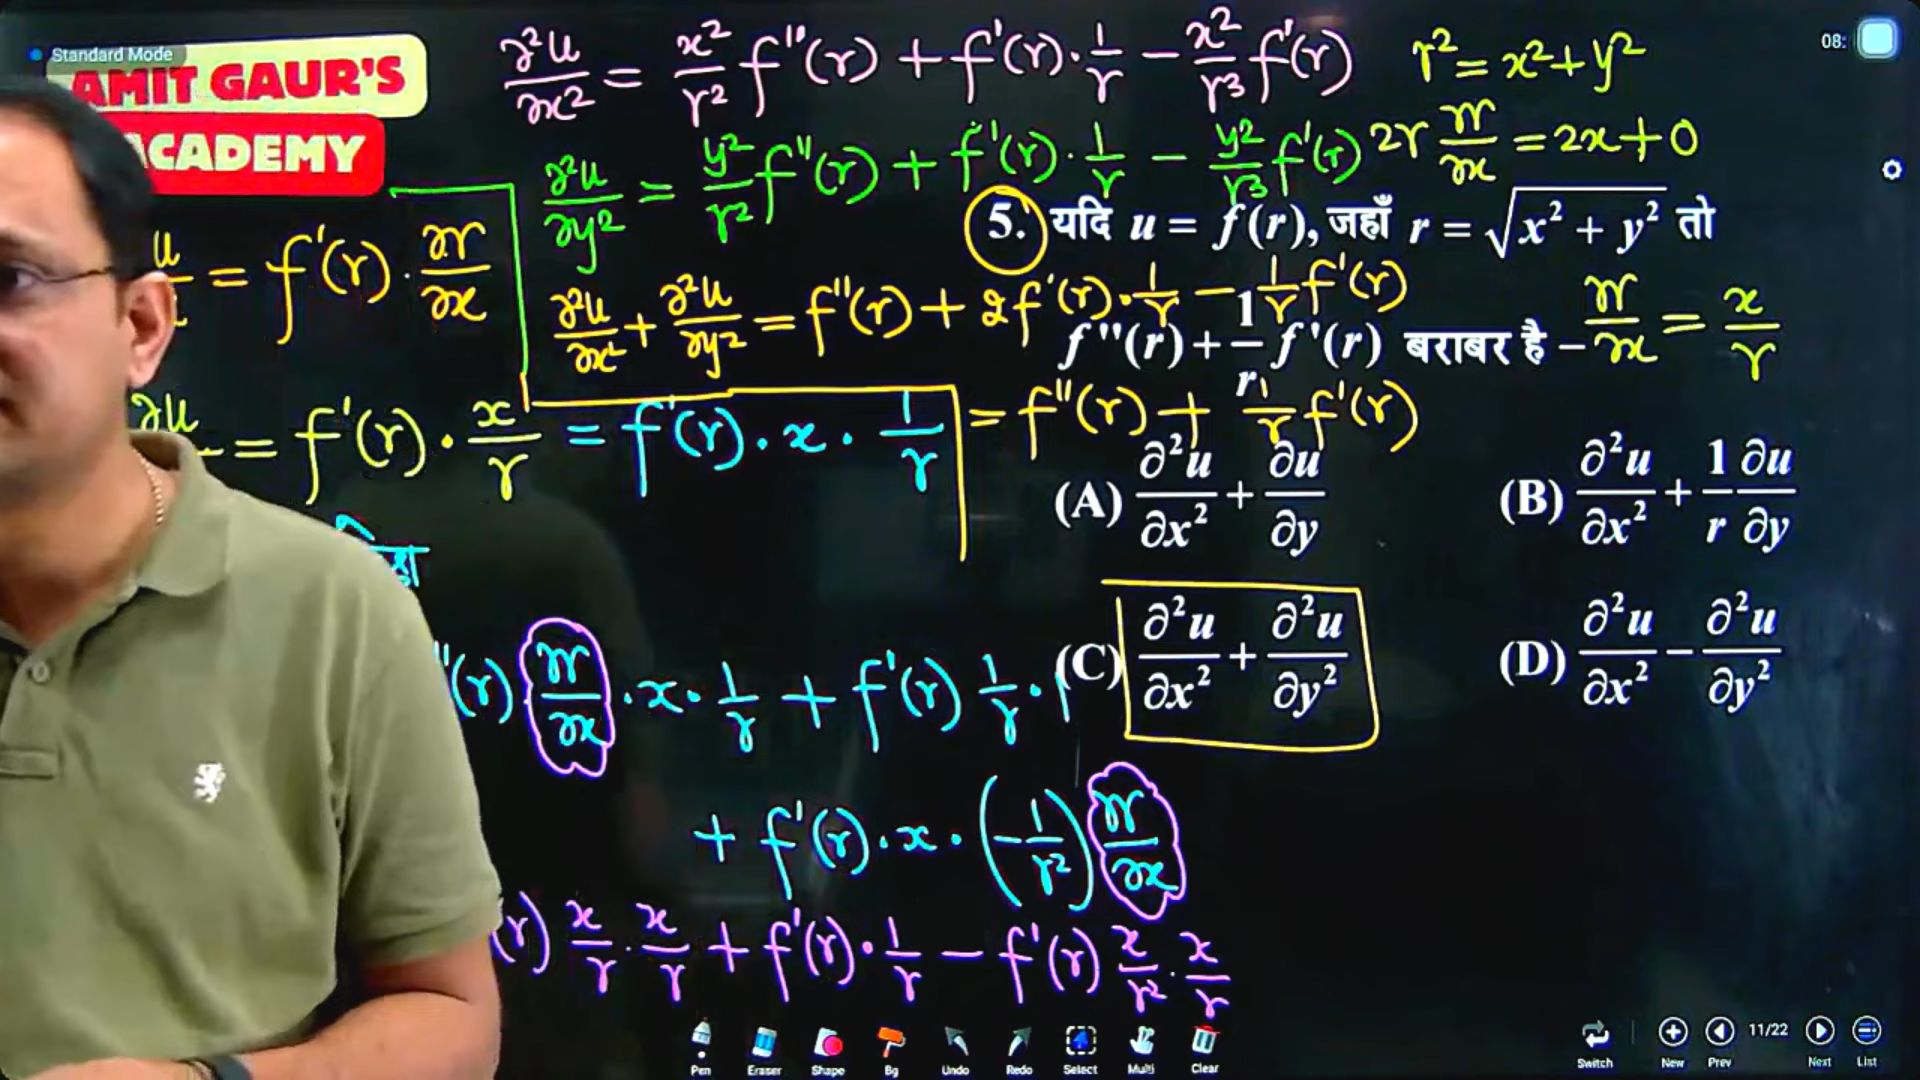 Standard Mode
AMIT GAUR'S
ACADEMY
08:
∂²u/∂x² = x²/r² f''(r) + f'(r)·1/r − x²/r³ f'(r)
r² = x² + y²
∂²u/∂y² = y²/r² f''(r) + f'(r)·1/r − y²/r³ f'(r)
2r ∂r/∂x = 2x + 0
5. यदि u = f(r), जहाँ r = √(x² + y²) तो
u = f'(r) · ∂r/∂x
∂²u/∂x² + ∂²u/∂y² = f''(r) + 2f'(r)·1/r − 1/r f'(r)
f''(r) + 1/r f'(r) बराबर है –
∂r/∂x = x/r
= f''(r) + 1/r f'(r)
∂u = f'(r) · x/r = f'(r) · x · 1/r
(A) ∂²u/∂x² + ∂u/∂y
(B) ∂²u/∂x² + 1/r ∂u/∂y
(C) ∂²u/∂x² + ∂²u/∂y²
(D) ∂²u/∂x² − ∂²u/∂y²
''(r) ∂r/∂x · x · 1/r + f'(r) 1/r · 1
+ f'(r) · x · (−1/r²) ∂r/∂x
(r) x/r · x/r + f'(r) · 1/r − f'(r) x/r² · x/r
Pen Eraser Shape Bg Undo Redo Select Multi Clear
Switch New Prev 11/22 Next List